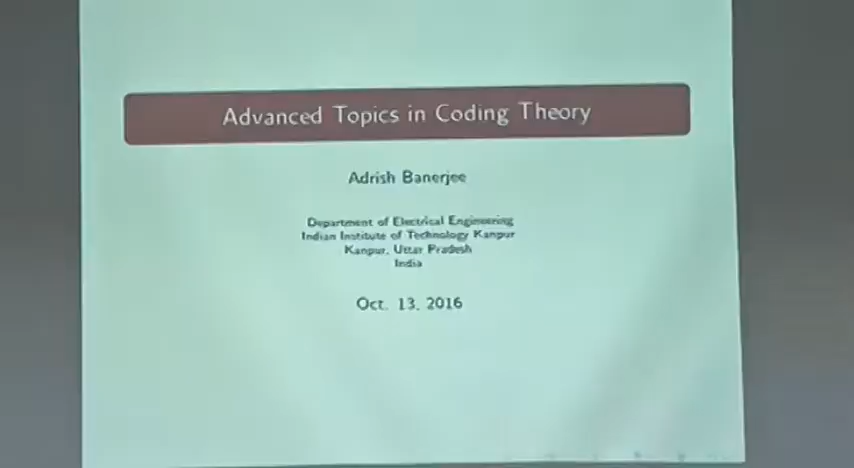 Advanced Topics in Coding Theory
Adrish Banerjee
Department of Electrical Engineering
Indian Institute of Technology Kanpur
Kanpur, Uttar Pradesh
India
Oct. 13, 2016